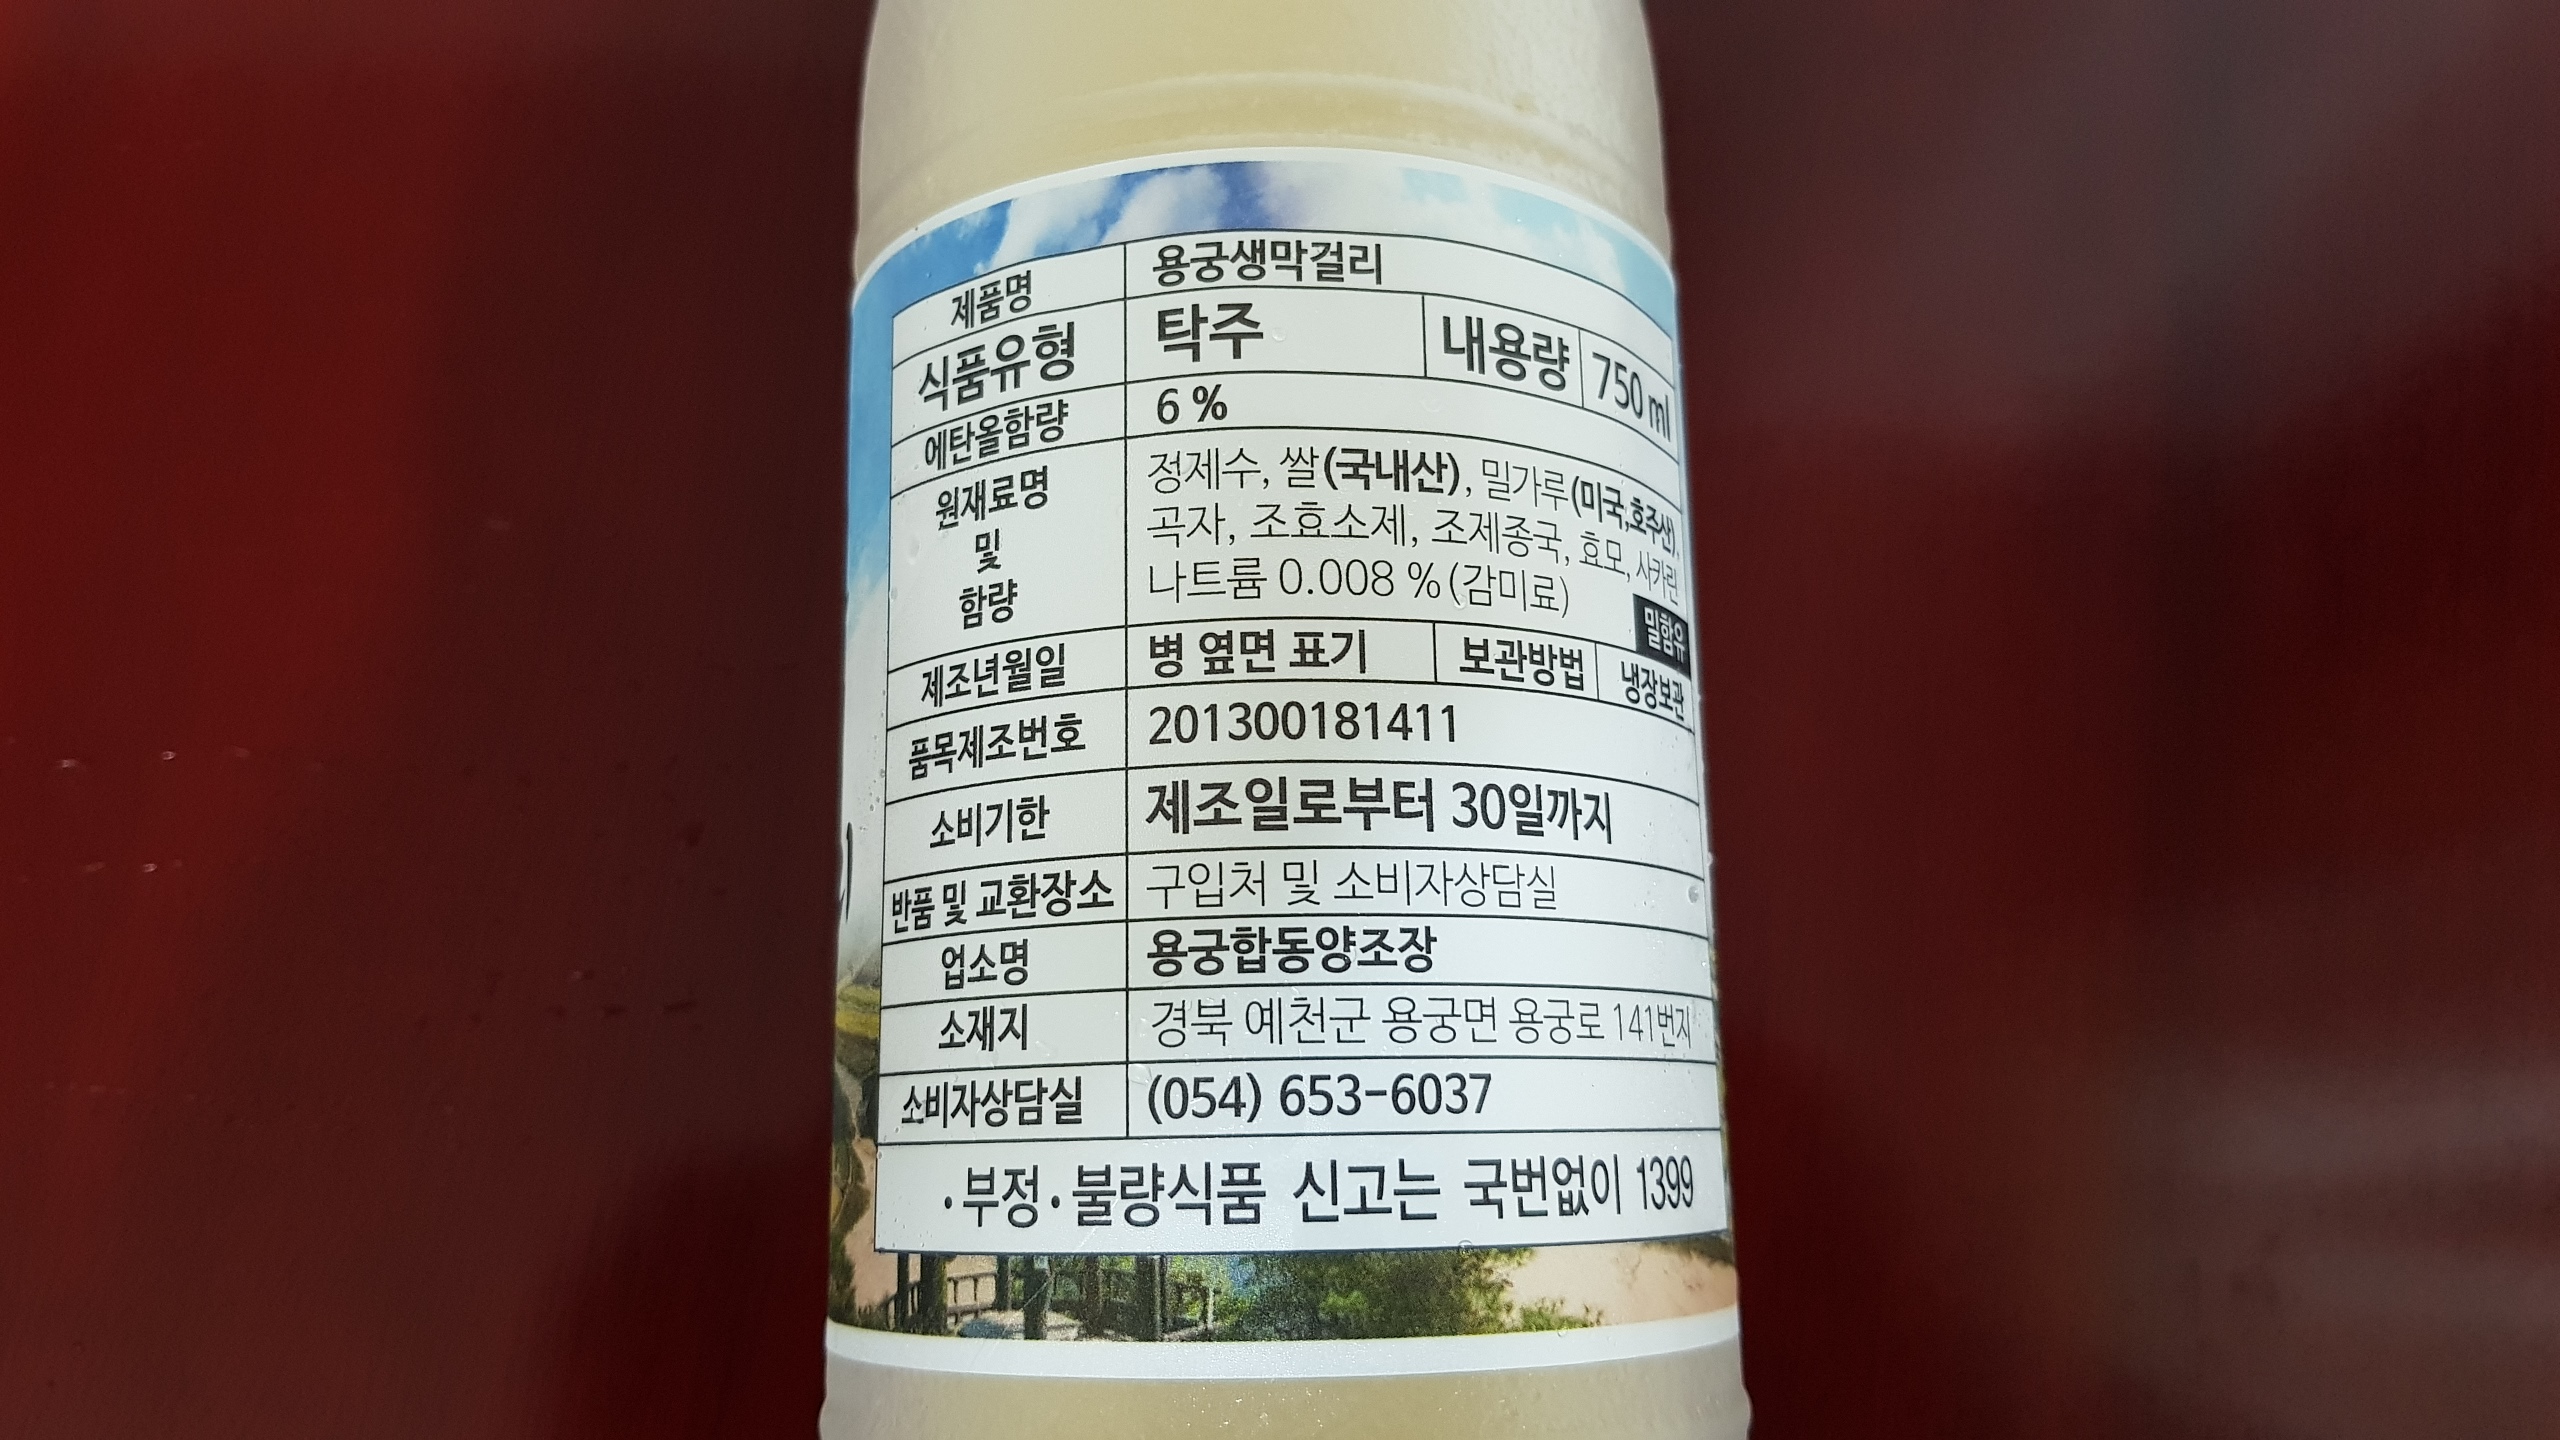 제품명 용궁생막걸리
식품유형 탁주 내용량 750㎖
에탄올함량 6 %
원재료명 및 함량
정제수, 쌀(국내산), 밀가루(미국,호주산),
곡자, 조효소제, 조제종국, 효모, 사카린
나트륨 0.008 % (감미료)
밀함유
제조년월일 병 옆면 표기 보관방법 냉장보관
품목제조번호 201300181411
소비기한 제조일로부터 30일까지
반품 및 교환장소 구입처 및 소비자상담실
업소명 용궁합동양조장
소재지 경북 예천군 용궁면 용궁로 141번지
소비자상담실 (054) 653-6037
·부정·불량식품 신고는 국번없이 1399